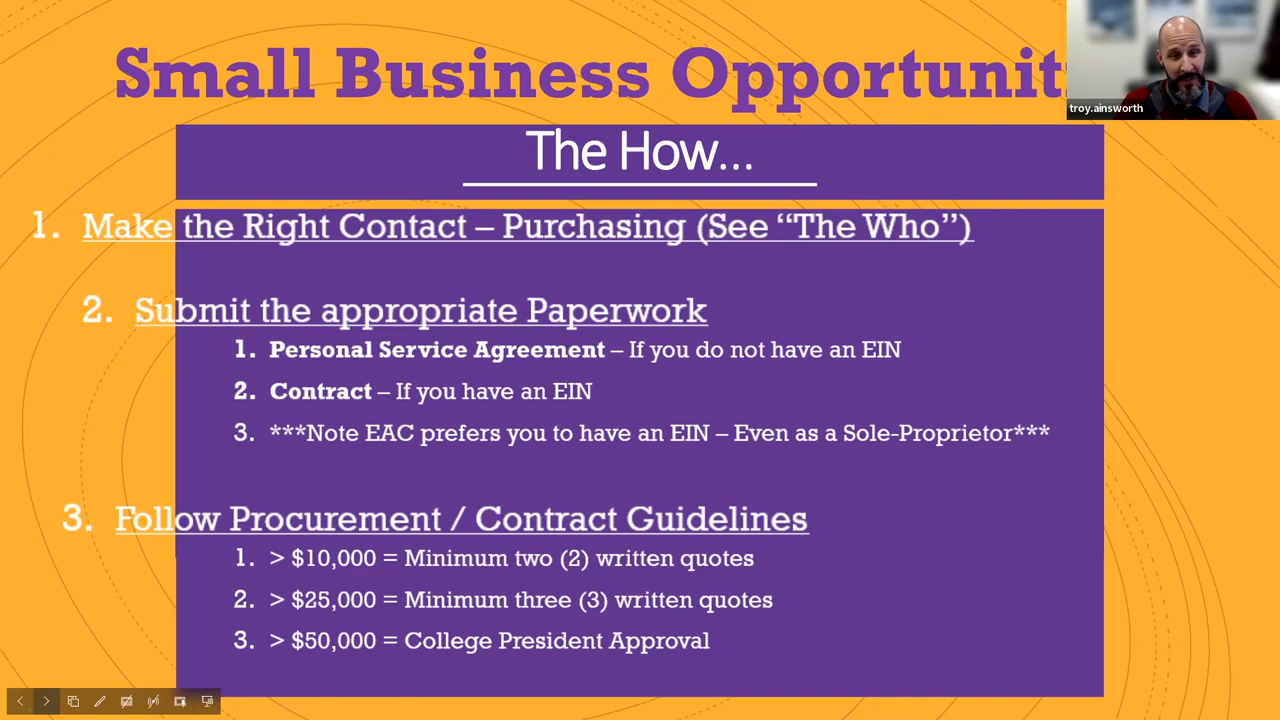 Small Business Opportunit
troy.ainsworth
The How...
1. Make the Right Contact – Purchasing (See “The Who”)
2. Submit the appropriate Paperwork
1. Personal Service Agreement – If you do not have an EIN
2. Contract – If you have an EIN
3. ***Note EAC prefers you to have an EIN – Even as a Sole-Proprietor***
3. Follow Procurement / Contract Guidelines
1. > $10,000 = Minimum two (2) written quotes
2. > $25,000 = Minimum three (3) written quotes
3. > $50,000 = College President Approval